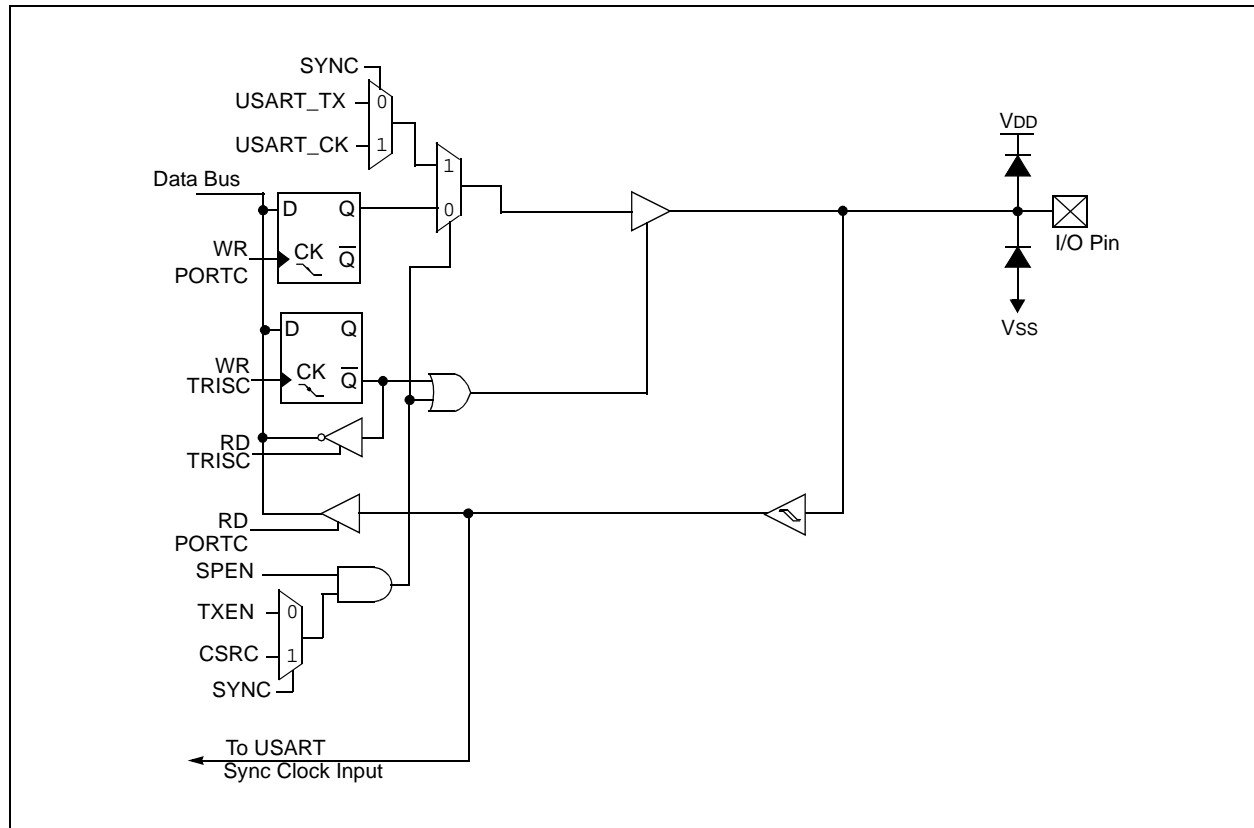 SYNC
USART_TX
0
USART_CK
1
1
0
Data Bus
D
Q
WR
PORTC
CK
Q̅
VDD
I/O Pin
VSS
D
Q
WR
TRISC
CK
Q̅
RD
TRISC
RD
PORTC
SPEN
TXEN
0
CSRC
1
SYNC
To USART
Sync Clock Input